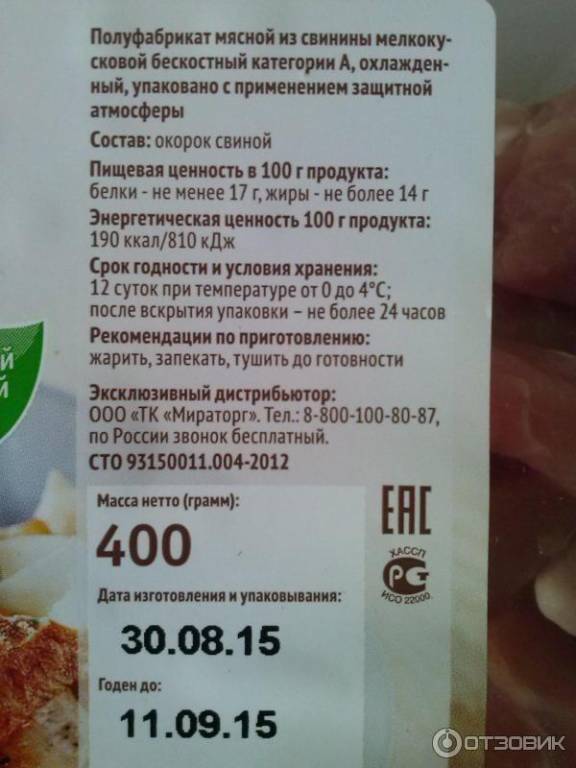 Полуфабрикат мясной из свинины мелкоку-
сковой бескостный категории А, охлажден-
ный, упаковано с применением защитной
атмосферы
Состав: окорок свиной
Пищевая ценность в 100 г продукта:
белки - не менее 17 г, жиры - не более 14 г
Энергетическая ценность 100 г продукта:
190 ккал/810 кДж
Срок годности и условия хранения:
12 суток при температуре от 0 до 4°С;
после вскрытия упаковки – не более 24 часов
Рекомендации по приготовлению:
жарить, запекать, тушить до готовности
Эксклюзивный дистрибьютор:
ООО «ТК «Мираторг». Тел.: 8-800-100-80-87,
по России звонок бесплатный.
СТО 93150011.004-2012
Масса нетто (грамм):
400
EAC
ХАССП
РСТ
ИСО 22000.
Дата изготовления и упаковывания:
30.08.15
Годен до:
11.09.15
Й
Й
ОТЗОВИК